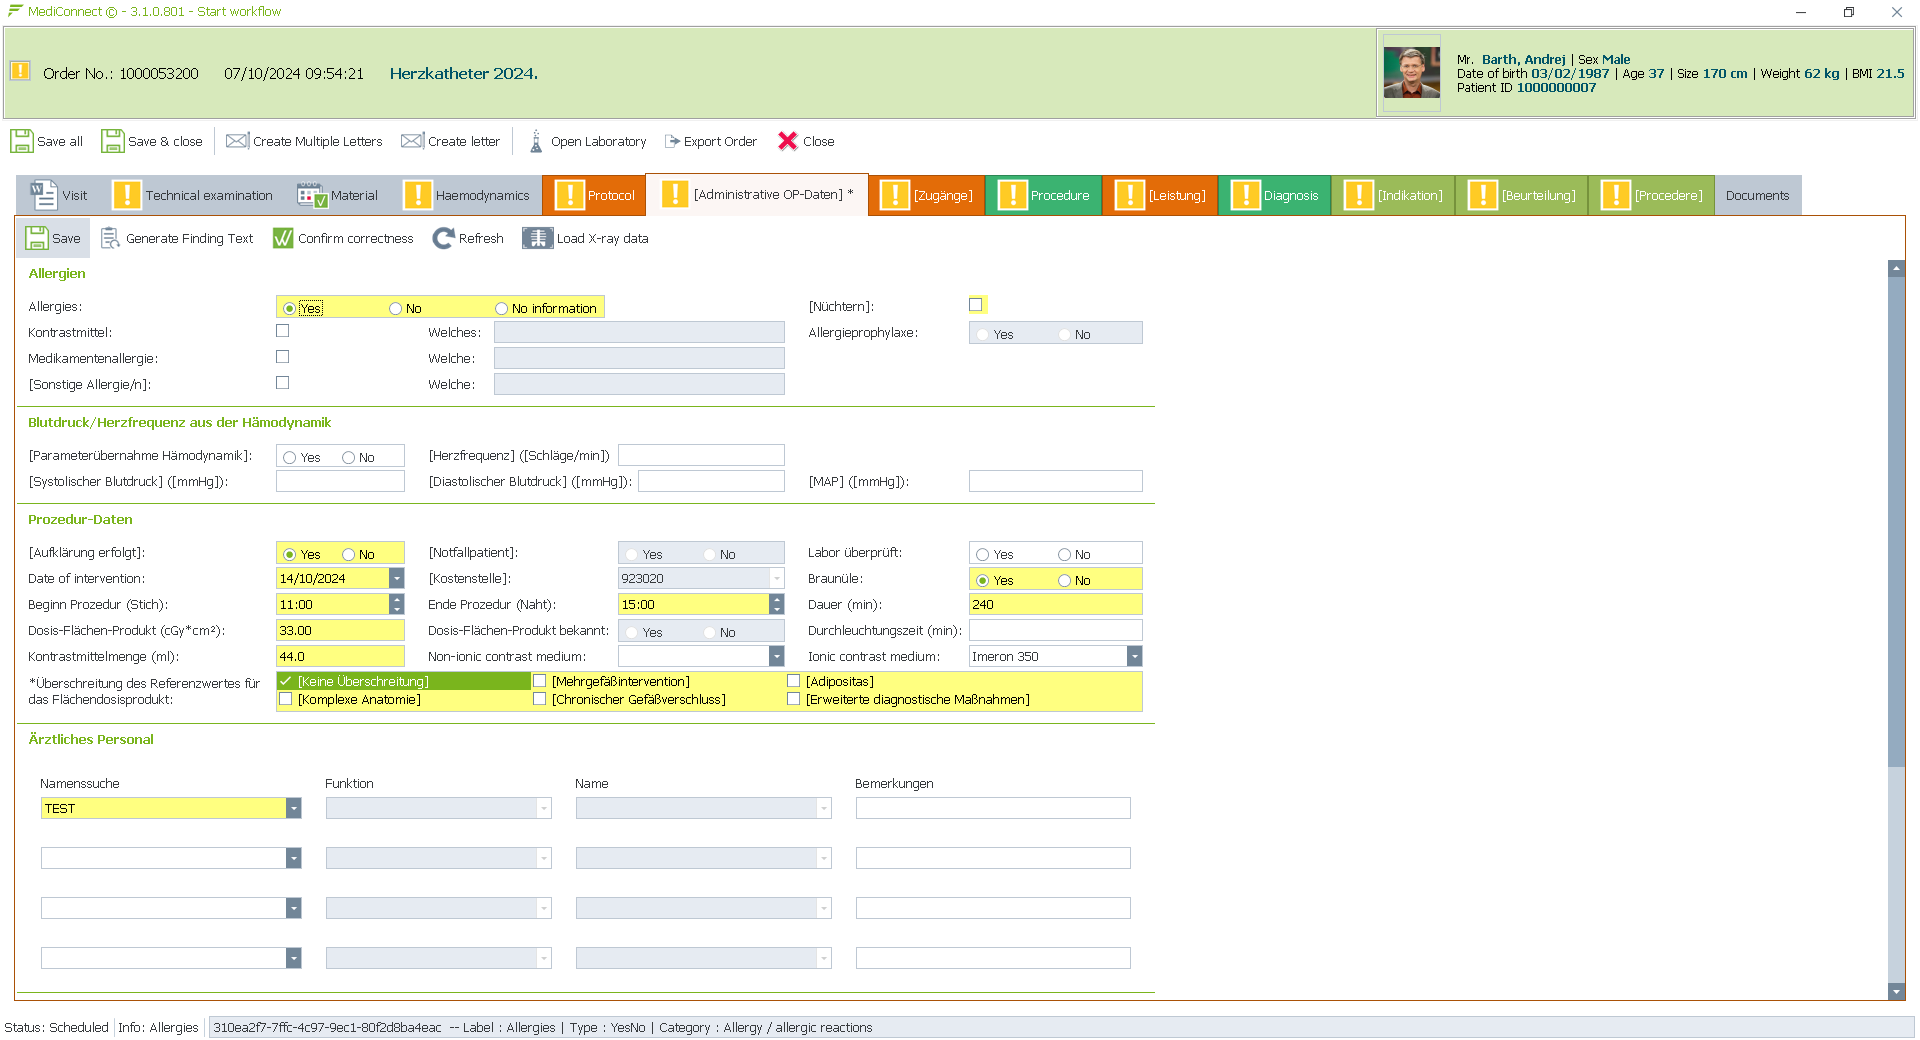 MediConnect © - 3.1.0.801 - Start workflow
Order No.: 1000053200 07/10/2024 09:54:21 Herzkatheter 2024.
Mr. Barth, Andrej | Sex Male
Date of birth 03/02/1987 | Age 37 | Size 170 cm | Weight 62 kg | BMI 21.5
Patient ID 1000000007
Save all Save & close Create Multiple Letters Create letter Open Laboratory Export Order Close
Visit Technical examination Material Haemodynamics Protocol [Administrative OP-Daten] * [Zugänge] Procedure [Leistung] Diagnosis [Indikation] [Beurteilung] [Procedere] Documents
Save Generate Finding Text Confirm correctness Refresh Load X-ray data
Allergien
Allergies: Yes No No information [Nüchtern]:
Kontrastmittel: Welches: Allergieprophylaxe: Yes No
Medikamentenallergie: Welche:
[Sonstige Allergie/n]: Welche:
Blutdruck/Herzfrequenz aus der Hämodynamik
[Parameterübernahme Hämodynamik]: Yes No [Herzfrequenz] ([Schläge/min])
[Systolischer Blutdruck] ([mmHg]): [Diastolischer Blutdruck] ([mmHg]): [MAP] ([mmHg]):
Prozedur-Daten
[Aufklärung erfolgt]: Yes No [Notfallpatient]: Yes No Labor überprüft: Yes No
Date of intervention: 14/10/2024 [Kostenstelle]: 923020 Braunüle: Yes No
Beginn Prozedur (Stich): 11:00 Ende Prozedur (Naht): 15:00 Dauer (min): 240
Dosis-Flächen-Produkt (cGy*cm²): 33.00 Dosis-Flächen-Produkt bekannt: Yes No Durchleuchtungszeit (min):
Kontrastmittelmenge (ml): 44.0 Non-ionic contrast medium: Ionic contrast medium: Imeron 350
*Überschreitung des Referenzwertes für das Flächendosisprodukt: [Keine Überschreitung] [Mehrgefäßintervention] [Adipositas]
[Komplexe Anatomie] [Chronischer Gefäßverschluss] [Erweiterte diagnostische Maßnahmen]
Ärztliches Personal
Namenssuche Funktion Name Bemerkungen
TEST
Status: Scheduled Info: Allergies 310ea2f7-7ffc-4c97-9ec1-80f2d8ba4eac -- Label : Allergies | Type : YesNo | Category : Allergy / allergic reactions